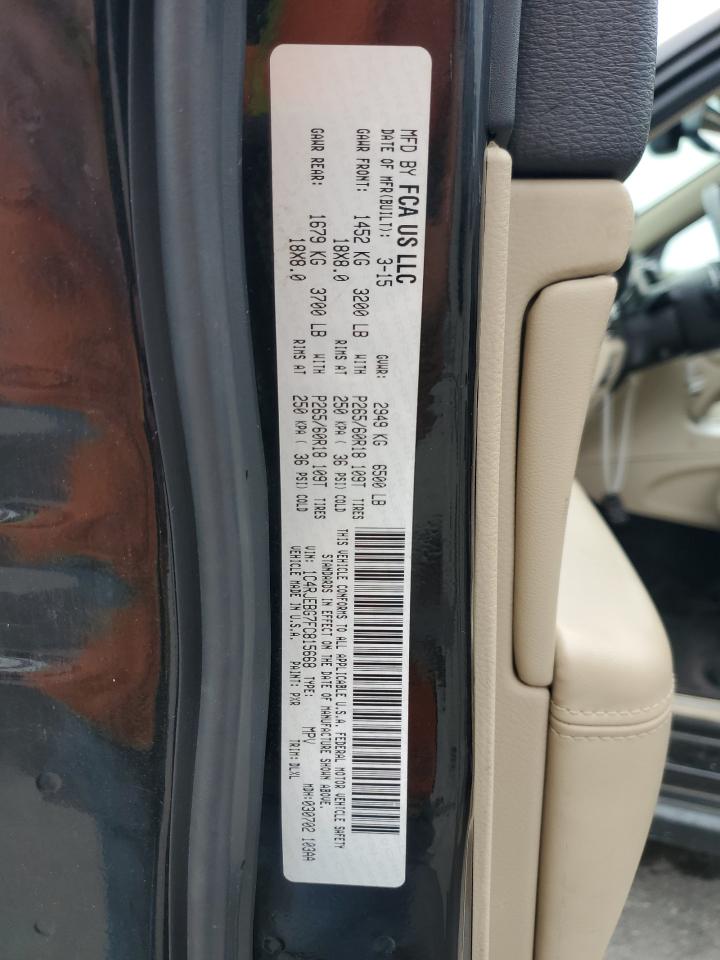 MFD BY FCA US LLC
DATE OF MFR(BUILT): 3-15 GVWR: 2949 KG 6500 LB
GAWR FRONT: 1452 KG 3200 LB WITH P265/60R18 109T TIRES
18X8.0 RIMS AT 250 KPA ( 36 PSI) COLD
GAWR REAR: 1679 KG 3700 LB WITH P265/60R18 109T TIRES
18X8.0 RIMS AT 250 KPA ( 36 PSI) COLD
THIS VEHICLE CONFORMS TO ALL APPLICABLE U.S.A. FEDERAL MOTOR VEHICLE SAFETY
STANDARDS IN EFFECT ON THE DATE OF MANUFACTURE SHOWN ABOVE.
VIN: 1C4RJEBG7FC815668 TYPE: MPV MDH:030702 103AA
VEHICLE MADE IN U.S.A. PAINT: PXR TRIM: DLXL